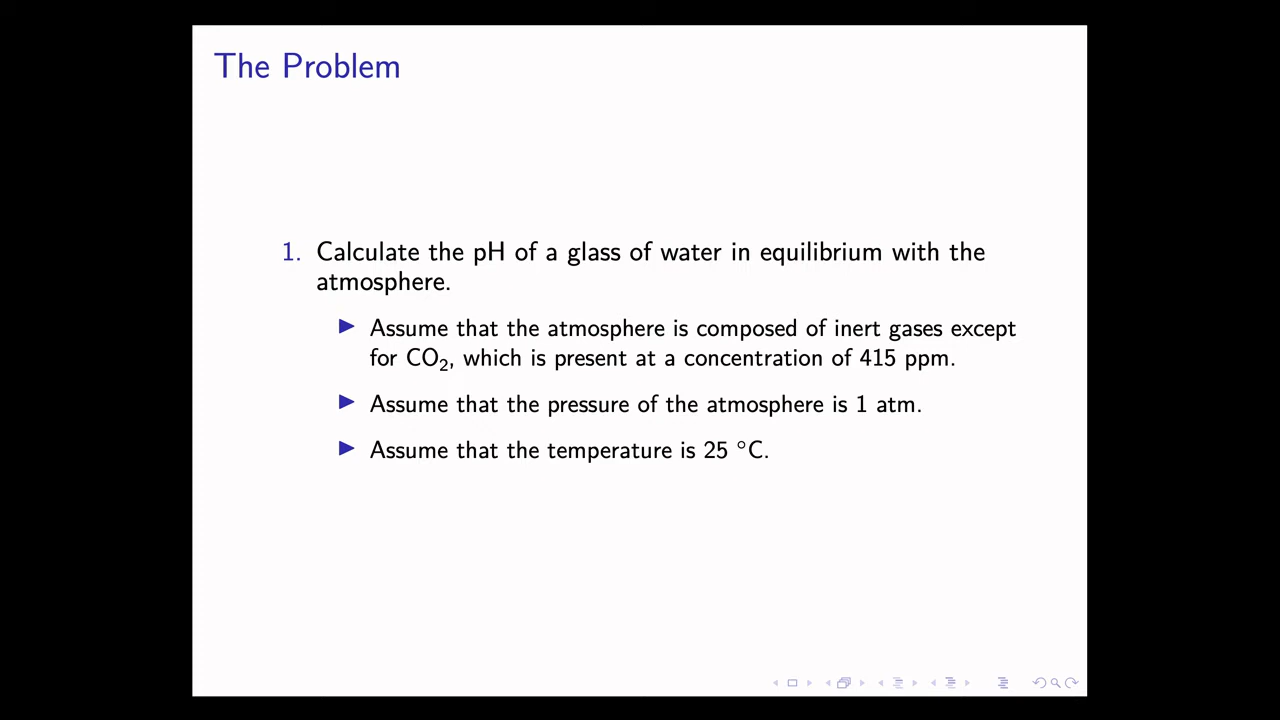 The Problem
1. Calculate the pH of a glass of water in equilibrium with the
atmosphere.
▶ Assume that the atmosphere is composed of inert gases except
for CO₂, which is present at a concentration of 415 ppm.
▶ Assume that the pressure of the atmosphere is 1 atm.
▶ Assume that the temperature is 25 °C.